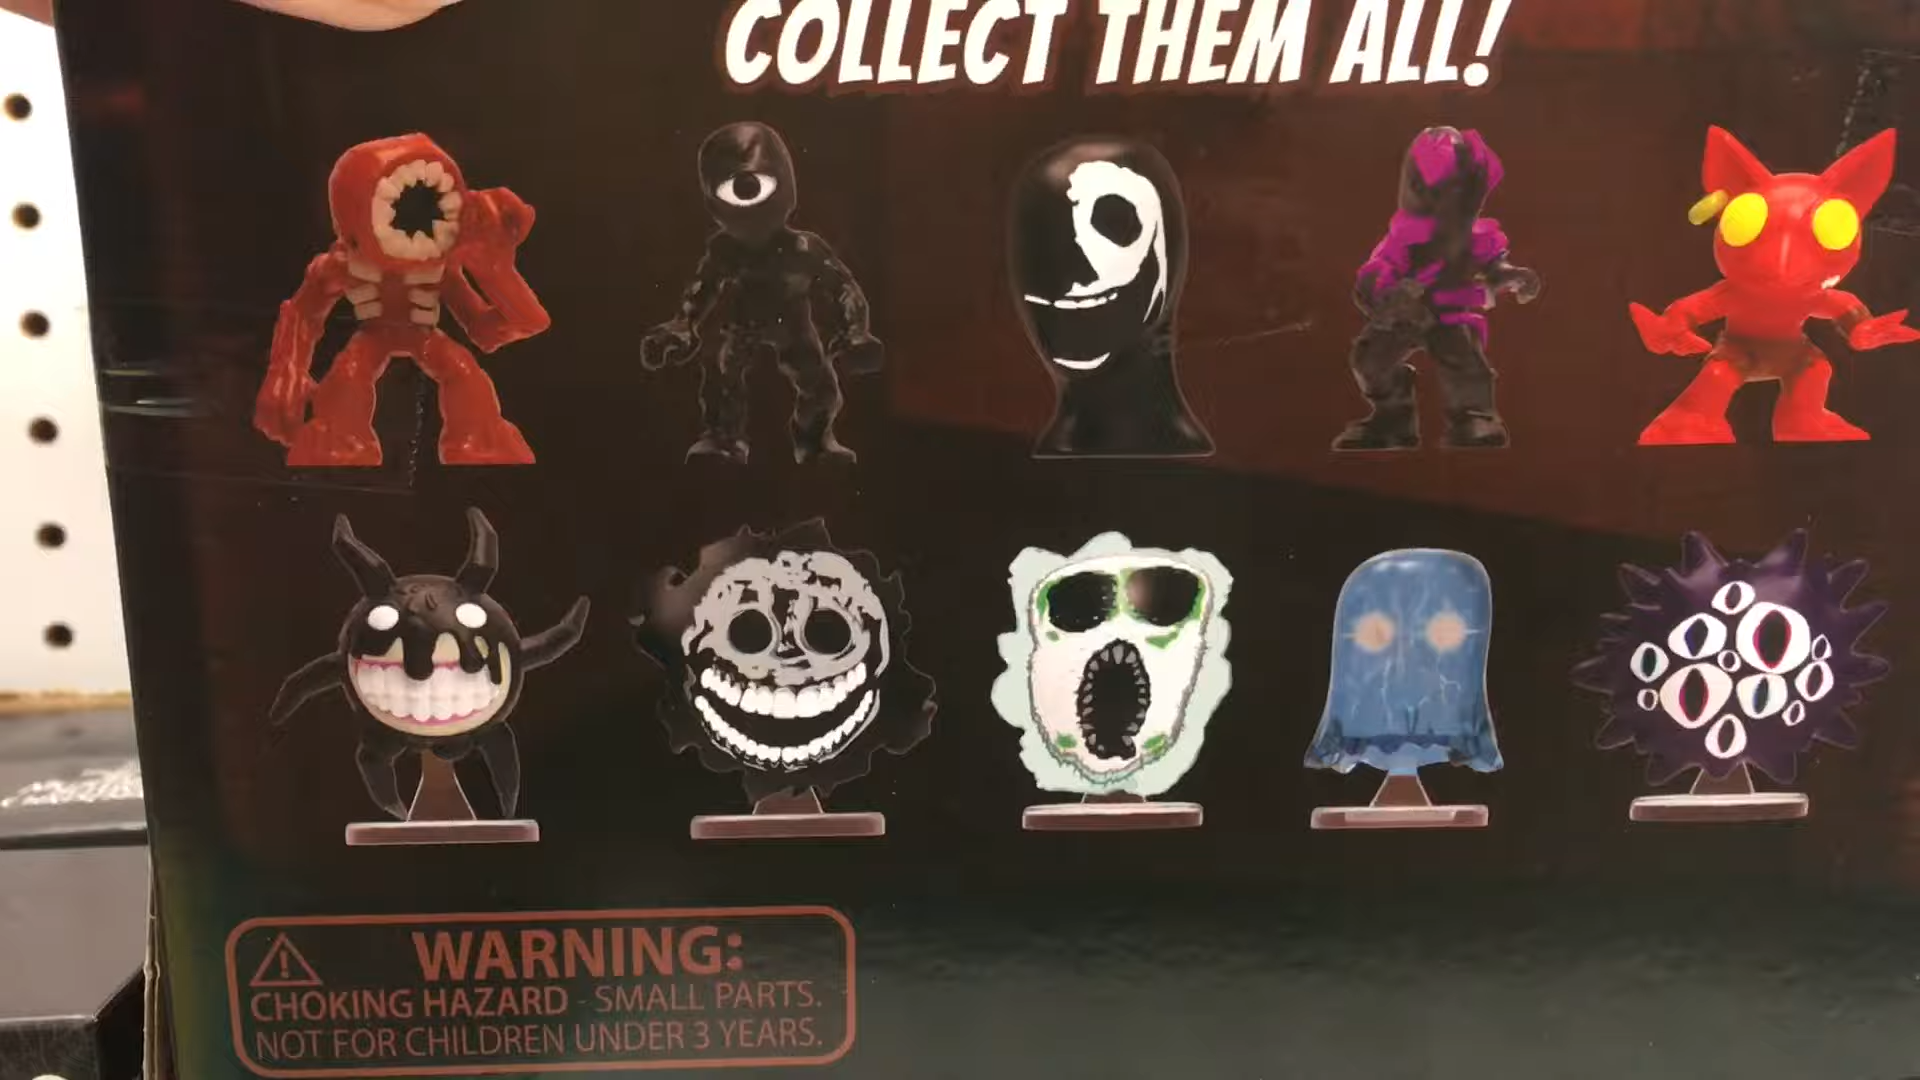 COLLECT THEM ALL!
WARNING:
CHOKING HAZARD - SMALL PARTS.
NOT FOR CHILDREN UNDER 3 YEARS.